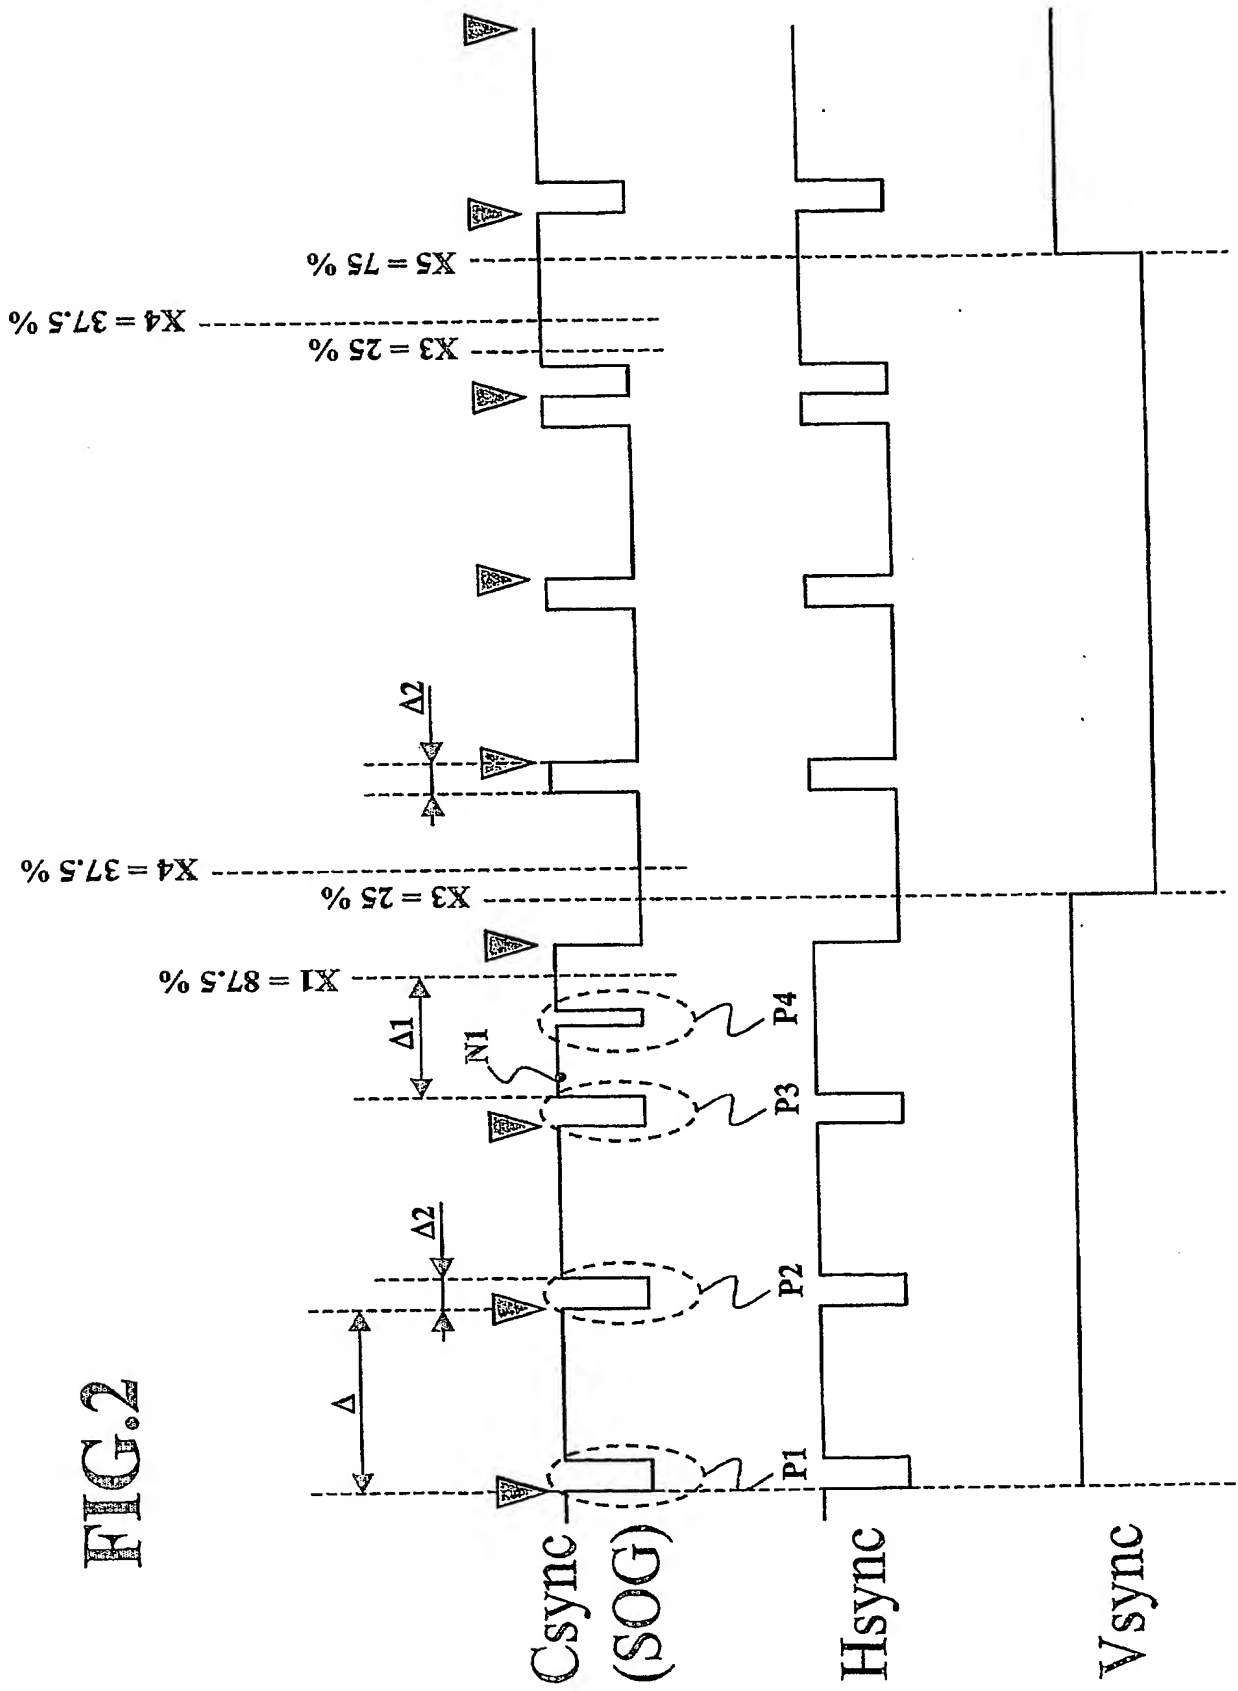 FIG.2
X4 = 37.5 %
X4 = 37.5 %
X1 = 87.5 %
X3 = 25 %
X3 = 25 %
X5 = 75 %
Δ
Δ2
Δ1
Δ2
N1
Csync
(SOG)
P1
P2
P3
P4
Hsync
Vsync